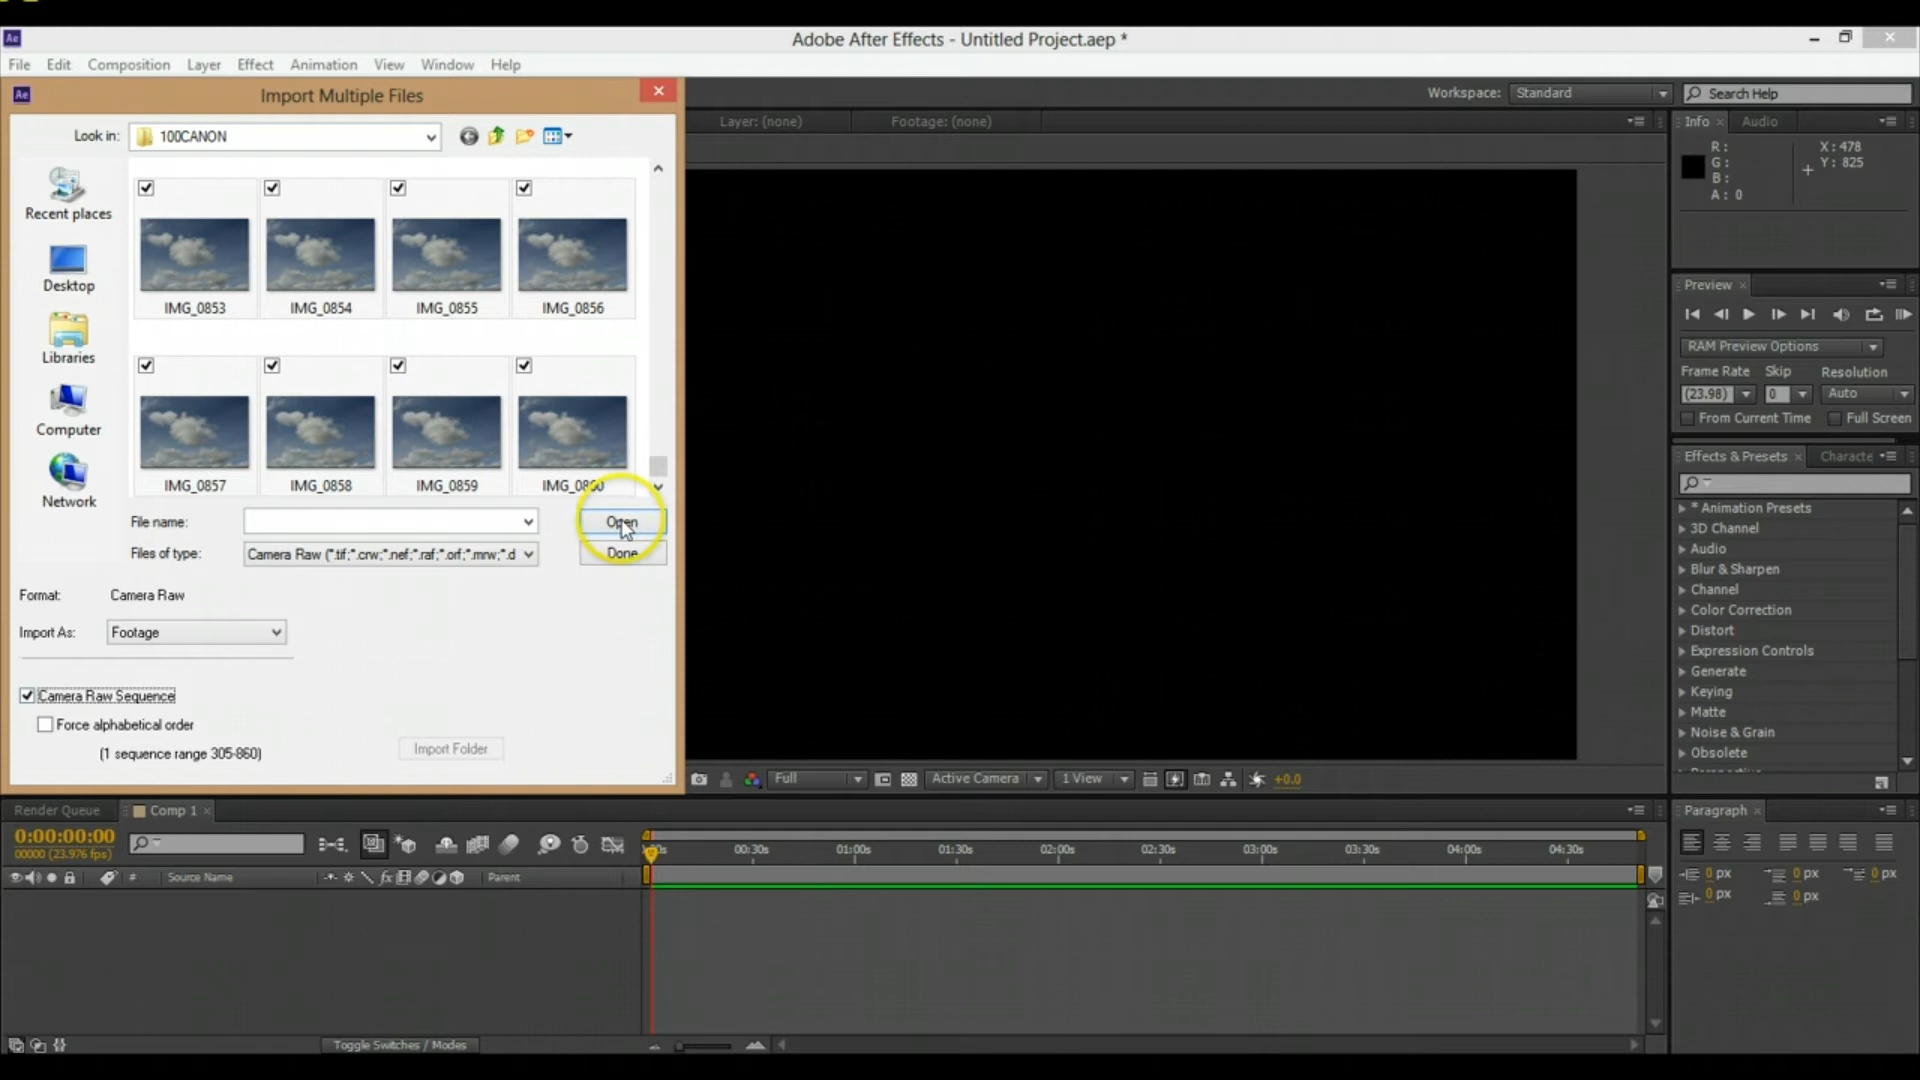 Ae
Adobe After Effects - Untitled Project.aep *
File Edit Composition Layer Effect Animation View Window Help
Ae Import Multiple Files
Workspace: Standard Search Help
Look in: 100CANON
Layer: (none) Footage: (none)
Info Audio
R:
G:
B:
A: 0
X: 478
Y: 825
Recent places
Desktop
Libraries
Computer
Network
IMG_0853 IMG_0854 IMG_0855 IMG_0856
IMG_0857 IMG_0858 IMG_0859 IMG_0860
File name: Open
Files of type: Camera Raw (*.tif;*.crw;*.nef;*.raf;*.orf;*.mrw;*.d Done
Format: Camera Raw
Import As: Footage
Camera Raw Sequence
Force alphabetical order
(1 sequence range 305-860)
Import Folder
Preview
RAM Preview Options
Frame Rate Skip Resolution
(23.98) 0 Auto
From Current Time Full Screen
Effects & Presets Characte
* Animation Presets
3D Channel
Audio
Blur & Sharpen
Channel
Color Correction
Distort
Expression Controls
Generate
Keying
Matte
Noise & Grain
Obsolete
Full Active Camera 1 View +0.0
Render Queue Comp 1
0:00:00:00
00000 (23.976 fps)
00:30s 01:00s 01:30s 02:00s 02:30s 03:00s 03:30s 04:00s 04:30s
# Source Name fx Parent
Toggle Switches / Modes
Paragraph
0 px 0 px 0 px
0 px 0 px